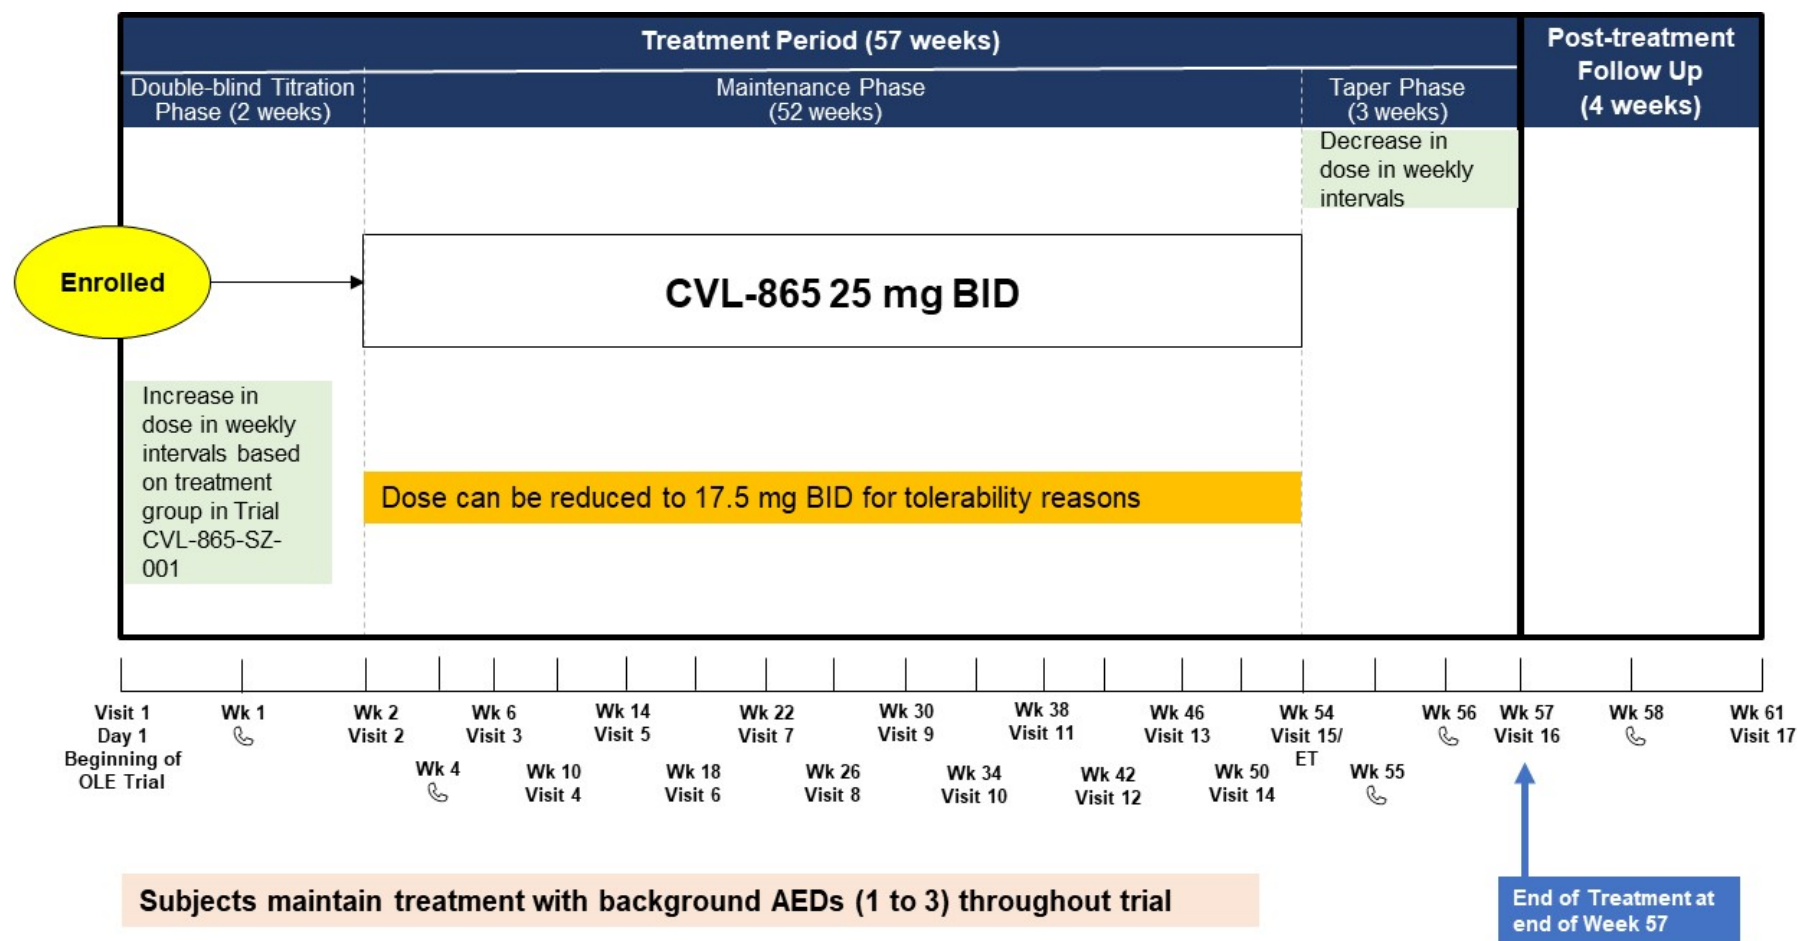 Treatment Period (57 weeks)
Post-treatment
Follow Up
(4 weeks)
Double-blind Titration
Phase (2 weeks)
Maintenance Phase
(52 weeks)
Taper Phase
(3 weeks)
Decrease in
dose in weekly
intervals
Enrolled
CVL-865 25 mg BID
Increase in
dose in weekly
intervals based
on treatment
group in Trial
CVL-865-SZ-
001
Dose can be reduced to 17.5 mg BID for tolerability reasons
Visit 1
Day 1
Beginning of
OLE Trial
Wk 1
Wk 2
Visit 2
Wk 4
Wk 6
Visit 3
Wk 10
Visit 4
Wk 14
Visit 5
Wk 18
Visit 6
Wk 22
Visit 7
Wk 26
Visit 8
Wk 30
Visit 9
Wk 34
Visit 10
Wk 38
Visit 11
Wk 42
Visit 12
Wk 46
Visit 13
Wk 50
Visit 14
Wk 54
Visit 15/
ET
Wk 55
Wk 56
Wk 57
Visit 16
Wk 58
Wk 61
Visit 17
Subjects maintain treatment with background AEDs (1 to 3) throughout trial
End of Treatment at
end of Week 57